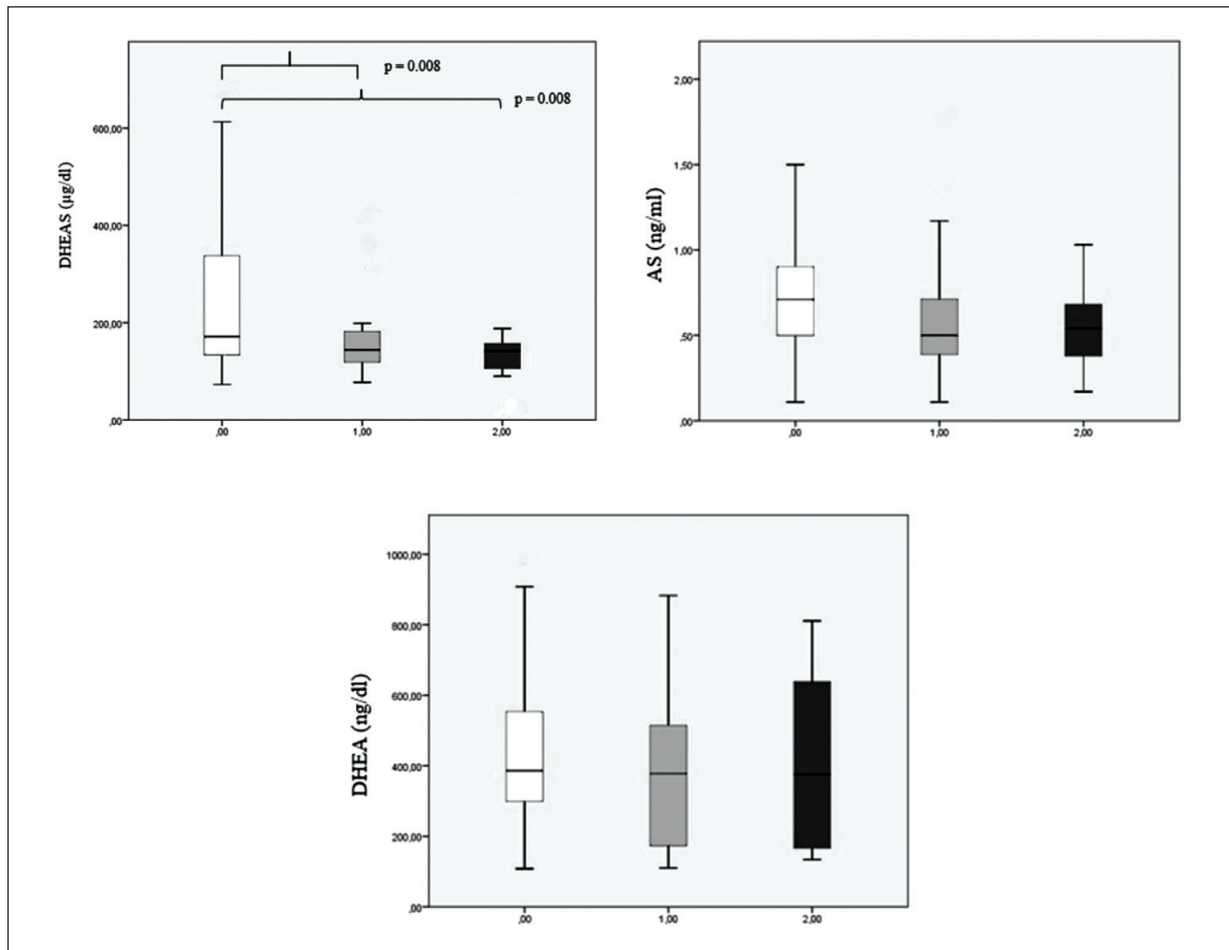 p = 0.008
p = 0.008
DHEAS (µg/dl)
600,00
400,00
200,00
,00
,00 1,00 2,00
AS (ng/ml)
2,00
1,50
1,00
,50
,00
,00 1,00 2,00
DHEA (ng/dl)
1000,00
800,00
600,00
400,00
200,00
,00
,00 1,00 2,00